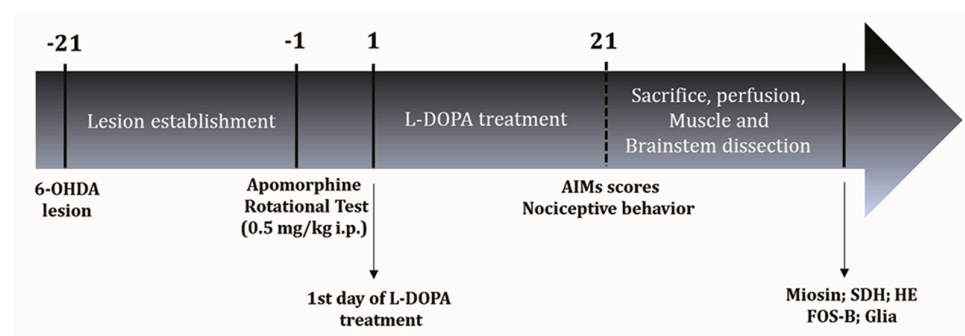 -21
-1
1
21
Lesion establishment
L-DOPA treatment
Sacrifice, perfusion,
Muscle and
Brainstem dissection
6-OHDA
lesion
Apomorphine
Rotational Test
(0.5 mg/kg i.p.)
AIMs scores
Nociceptive behavior
1st day of L-DOPA
treatment
Miosin; SDH; HE
FOS-B; Glia